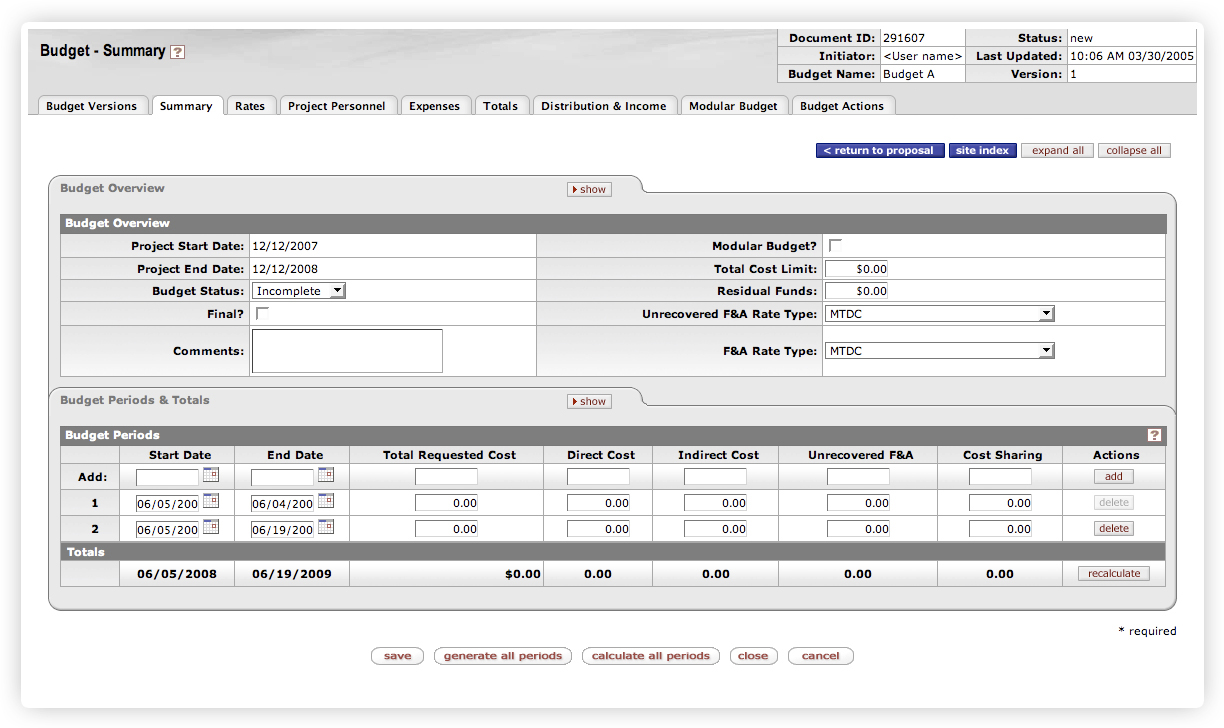 Budget - Summary ?
Document ID: 291607 Status: new
Initiator: <User name> Last Updated: 10:06 AM 03/30/2005
Budget Name: Budget A Version: 1
Budget Versions Summary Rates Project Personnel Expenses Totals Distribution & Income Modular Budget Budget Actions
< return to proposal site index expand all collapse all
Budget Overview show
Budget Overview
Project Start Date: 12/12/2007 Modular Budget?
Project End Date: 12/12/2008 Total Cost Limit: $0.00
Budget Status: Incomplete Residual Funds: $0.00
Final? Unrecovered F&A Rate Type: MTDC
Comments: F&A Rate Type: MTDC
Budget Periods & Totals show
Budget Periods ?
Start Date End Date Total Requested Cost Direct Cost Indirect Cost Unrecovered F&A Cost Sharing Actions
Add: add
1 06/05/200 06/04/200 0.00 0.00 0.00 0.00 0.00 delete
2 06/05/200 06/19/200 0.00 0.00 0.00 0.00 0.00 delete
Totals
06/05/2008 06/19/2009 $0.00 0.00 0.00 0.00 0.00 recalculate
* required
save generate all periods calculate all periods close cancel